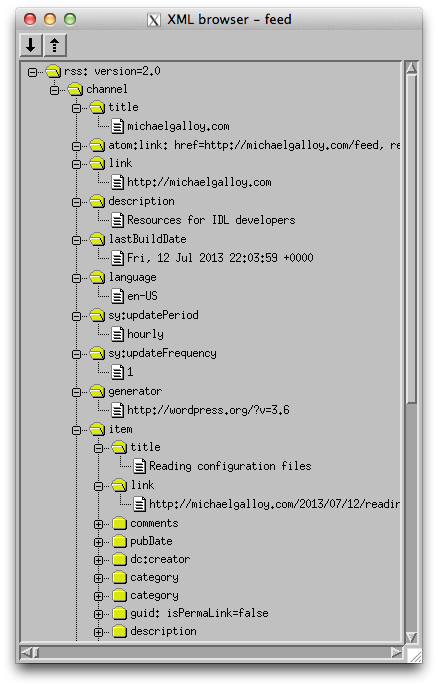 XML browser - feed
rss: version=2.0
channel
title
michaelgalloy.com
atom:link: href=http://michaelgalloy.com/feed, re
link
http://michaelgalloy.com
description
Resources for IDL developers
lastBuildDate
Fri, 12 Jul 2013 22:03:59 +0000
language
en-US
sy:updatePeriod
hourly
sy:updateFrequency
1
generator
http://wordpress.org/?v=3.6
item
title
Reading configuration files
link
http://michaelgalloy.com/2013/07/12/readin
comments
pubDate
dc:creator
category
category
guid: isPermaLink=false
description